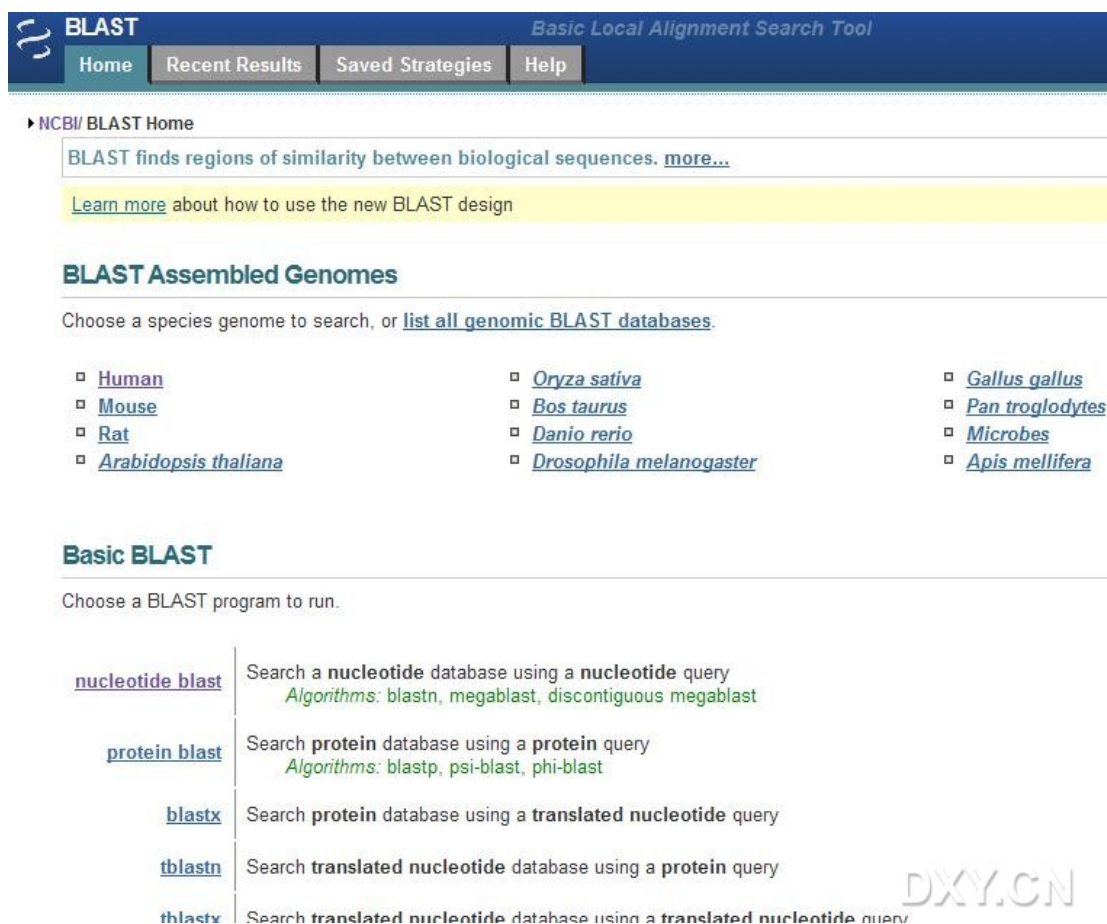 BLAST
Basic Local Alignment Search Tool
Home Recent Results Saved Strategies Help
NCBI/ BLAST Home
BLAST finds regions of similarity between biological sequences. more...
Learn more about how to use the new BLAST design
BLAST Assembled Genomes
Choose a species genome to search, or list all genomic BLAST databases.
Human
Mouse
Rat
Arabidopsis thaliana
Oryza sativa
Bos taurus
Danio rerio
Drosophila melanogaster
Gallus gallus
Pan troglodytes
Microbes
Apis mellifera
Basic BLAST
Choose a BLAST program to run.
nucleotide blast
Search a nucleotide database using a nucleotide query
Algorithms: blastn, megablast, discontiguous megablast
protein blast
Search protein database using a protein query
Algorithms: blastp, psi-blast, phi-blast
blastx
Search protein database using a translated nucleotide query
tblastn
Search translated nucleotide database using a protein query
tblastx
Search translated nucleotide database using a translated nucleotide query
DXY.CN